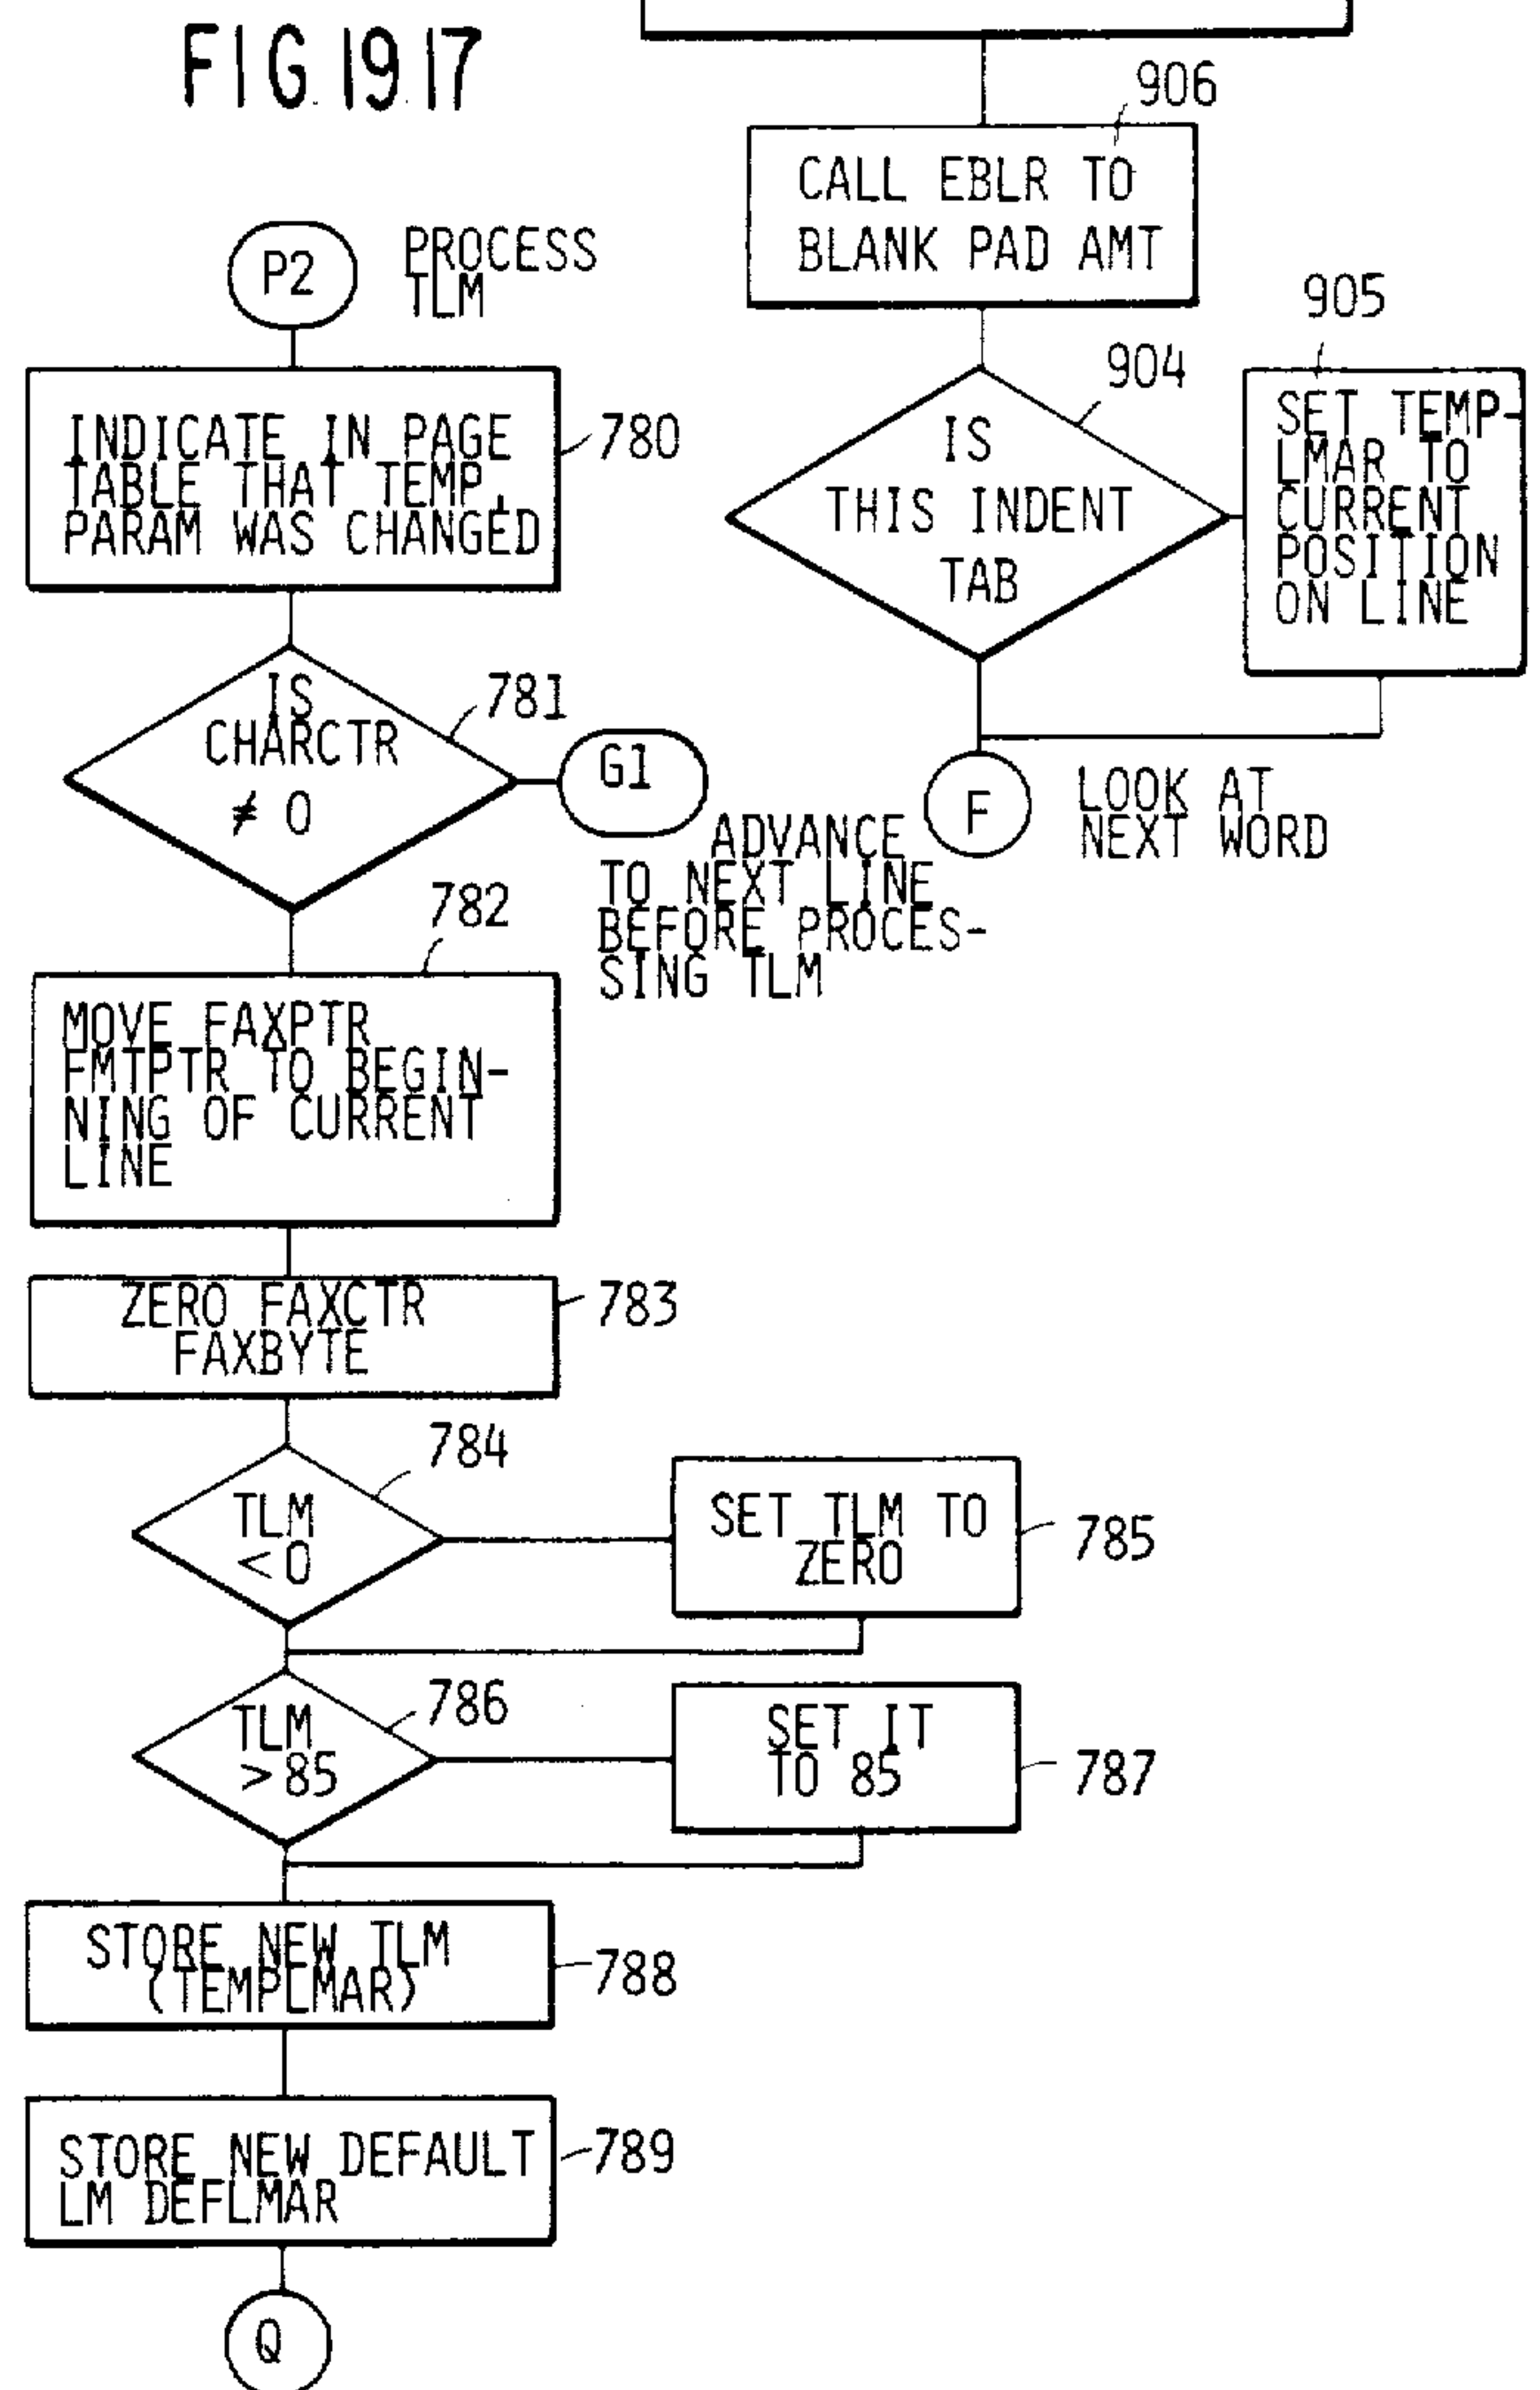 FIG 19.17
P2
PROCESS
TLM
INDICATE IN PAGE
TABLE THAT TEMP,
PARAM WAS CHANGED
780
IS
CHARCTR
≠ 0
781
G1
ADVANCE
TO NEXT LINE
BEFORE PROCES-
SING TLM
782
MOVE FAXPTR
FMTPTR TO BEGIN-
NING OF CURRENT
LINE
ZERO FAXCTR
FAXBYTE
783
784
TLM
< 0
SET TLM TO
ZERO
785
786
TLM
> 85
SET IT
TO 85
787
STORE NEW TLM
(TEMPLMAR)
788
STORE NEW DEFAULT
LM DEFLMAR
789
Q
906
CALL EBLR TO
BLANK PAD AMT
904
IS
THIS INDENT
TAB
905
SET TEMP-
LMAR TO
CURRENT
POSITION
ON LINE
F
LOOK AT
NEXT WORD